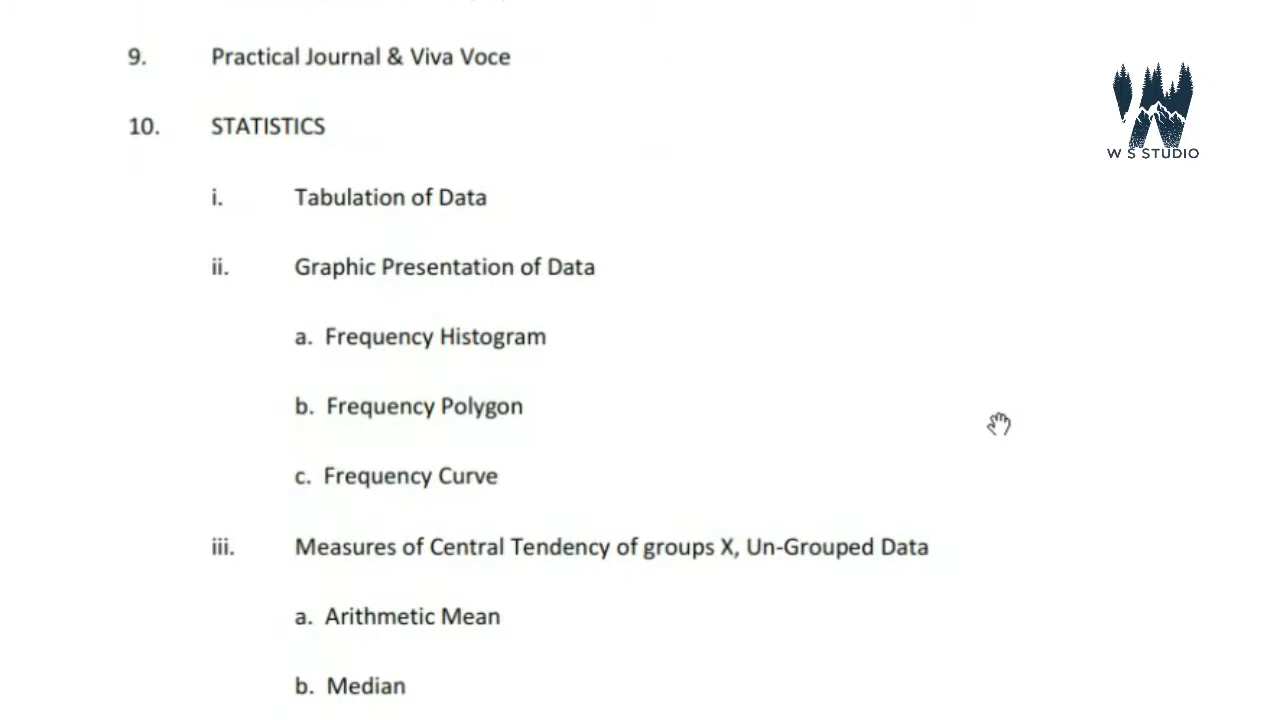 9. Practical Journal & Viva Voce
W S STUDIO
10. STATISTICS
i. Tabulation of Data
ii. Graphic Presentation of Data
a. Frequency Histogram
b. Frequency Polygon
c. Frequency Curve
iii. Measures of Central Tendency of groups X, Un-Grouped Data
a. Arithmetic Mean
b. Median